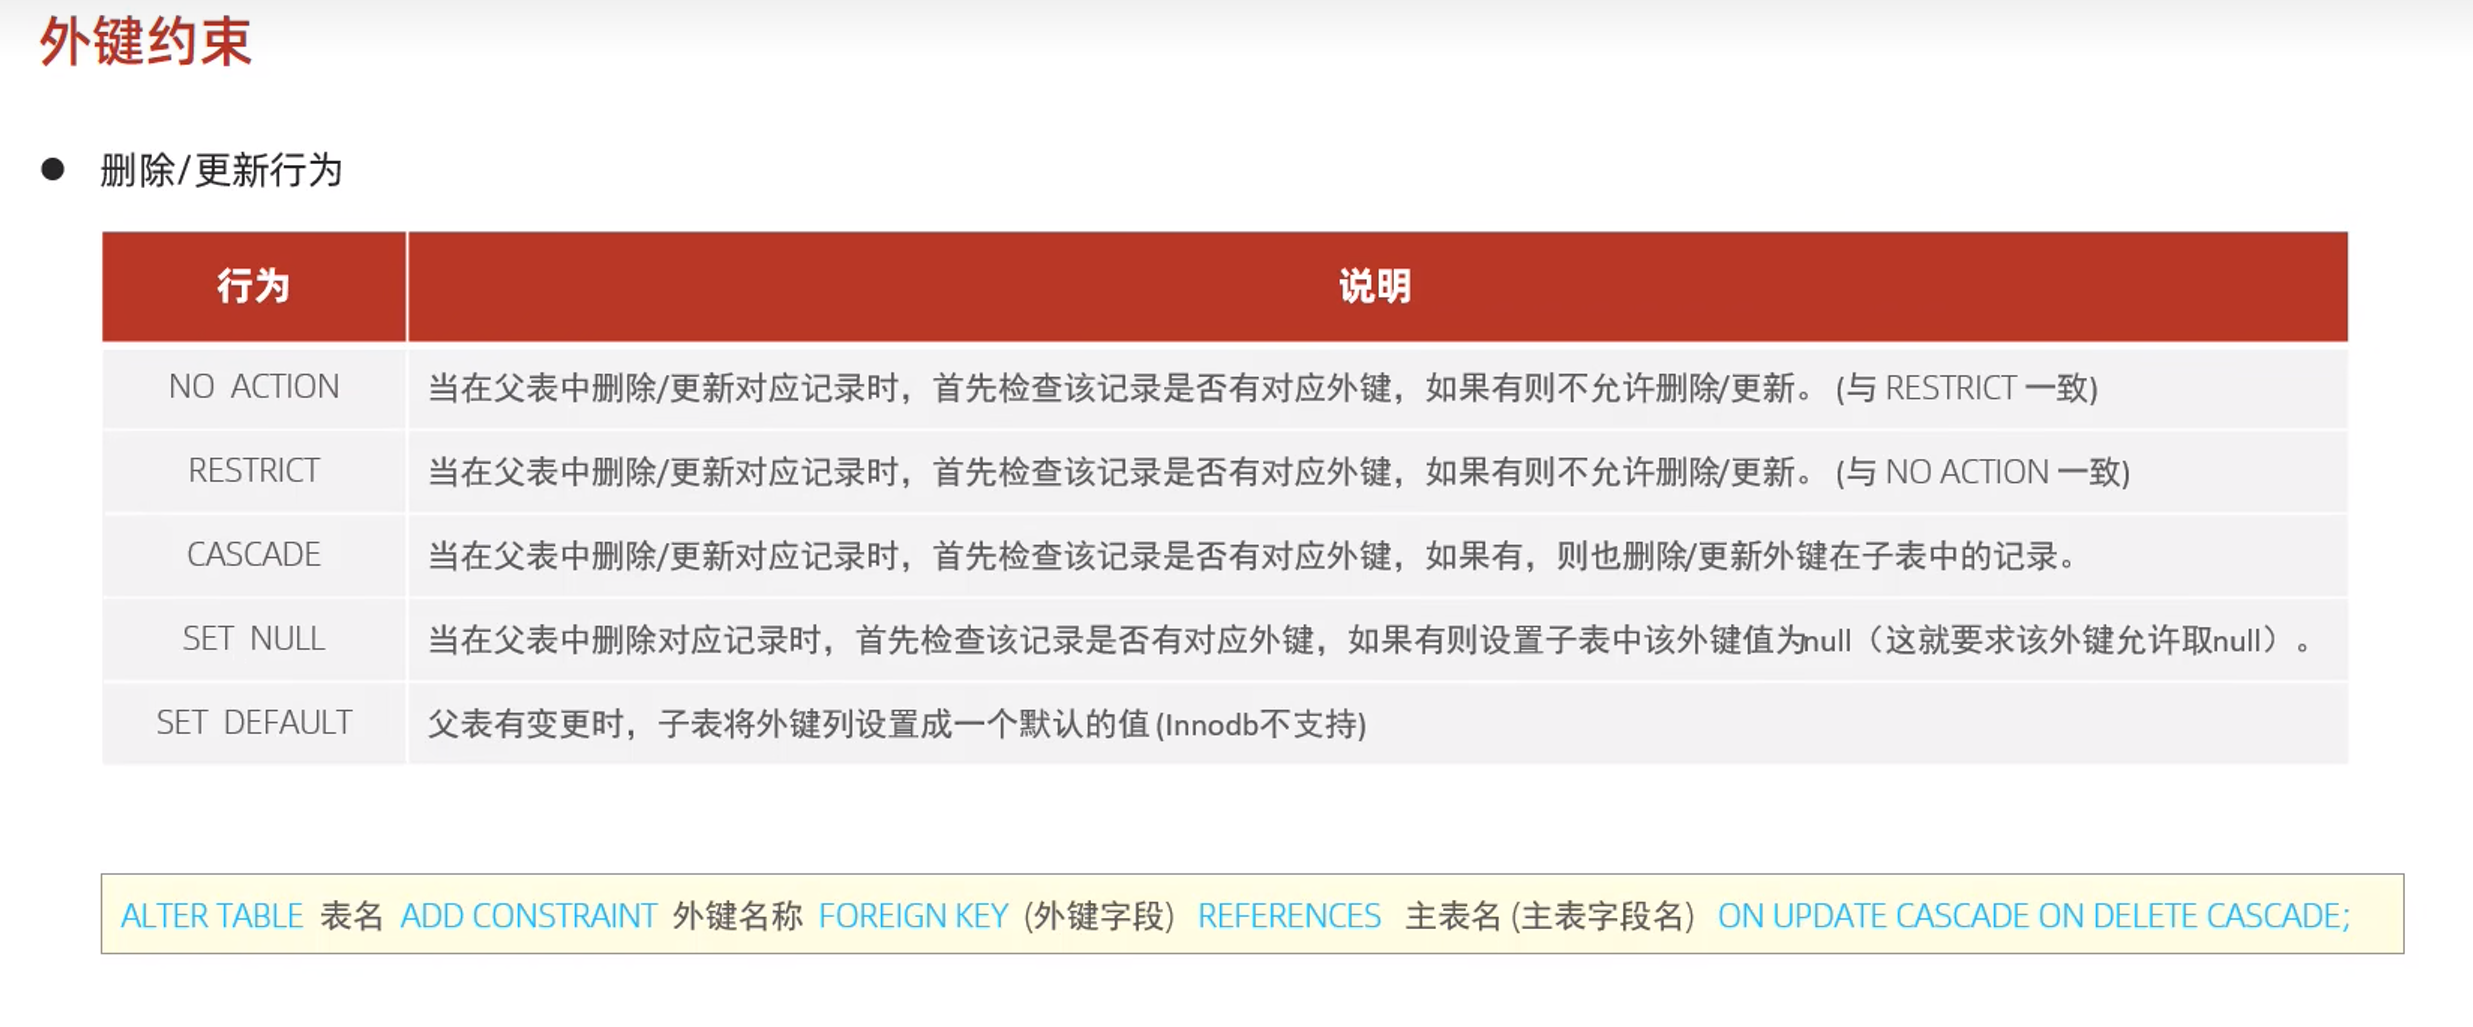 外键约束
● 删除/更新行为
行为 说明
NO ACTION 当在父表中删除/更新对应记录时，首先检查该记录是否有对应外键，如果有则不允许删除/更新。(与 RESTRICT 一致)
RESTRICT 当在父表中删除/更新对应记录时，首先检查该记录是否有对应外键，如果有则不允许删除/更新。(与 NO ACTION 一致)
CASCADE 当在父表中删除/更新对应记录时，首先检查该记录是否有对应外键，如果有，则也删除/更新外键在子表中的记录。
SET NULL 当在父表中删除对应记录时，首先检查该记录是否有对应外键，如果有则设置子表中该外键值为null（这就要求该外键允许取null）。
SET DEFAULT 父表有变更时，子表将外键列设置成一个默认的值 (Innodb不支持)
ALTER TABLE 表名 ADD CONSTRAINT 外键名称 FOREIGN KEY (外键字段) REFERENCES 主表名 (主表字段名) ON UPDATE CASCADE ON DELETE CASCADE;